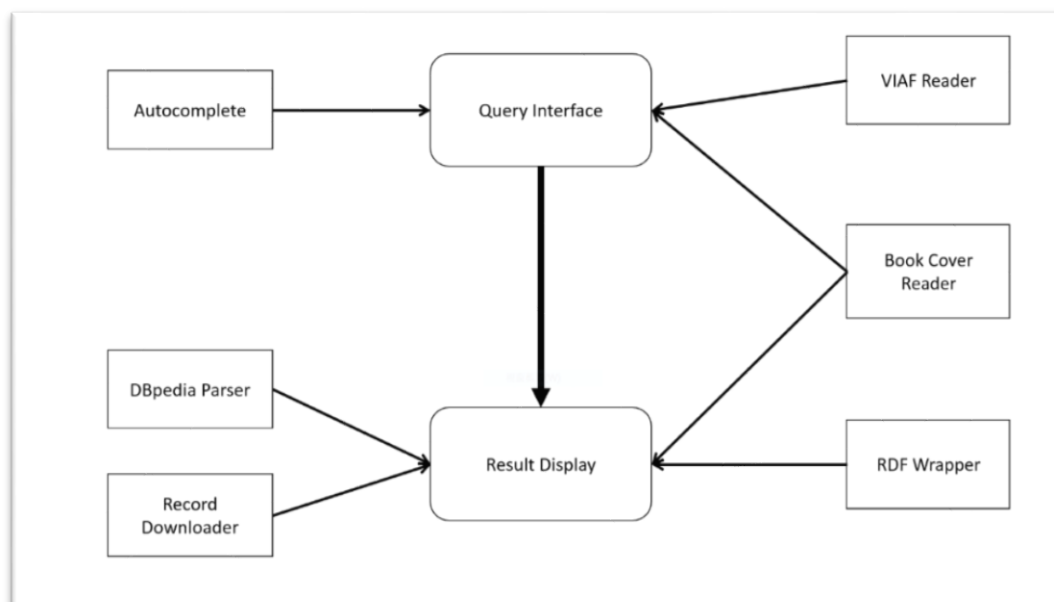 Autocomplete
Query Interface
VIAF Reader
Book Cover
Reader
DBpedia Parser
Result Display
RDF Wrapper
Record
Downloader